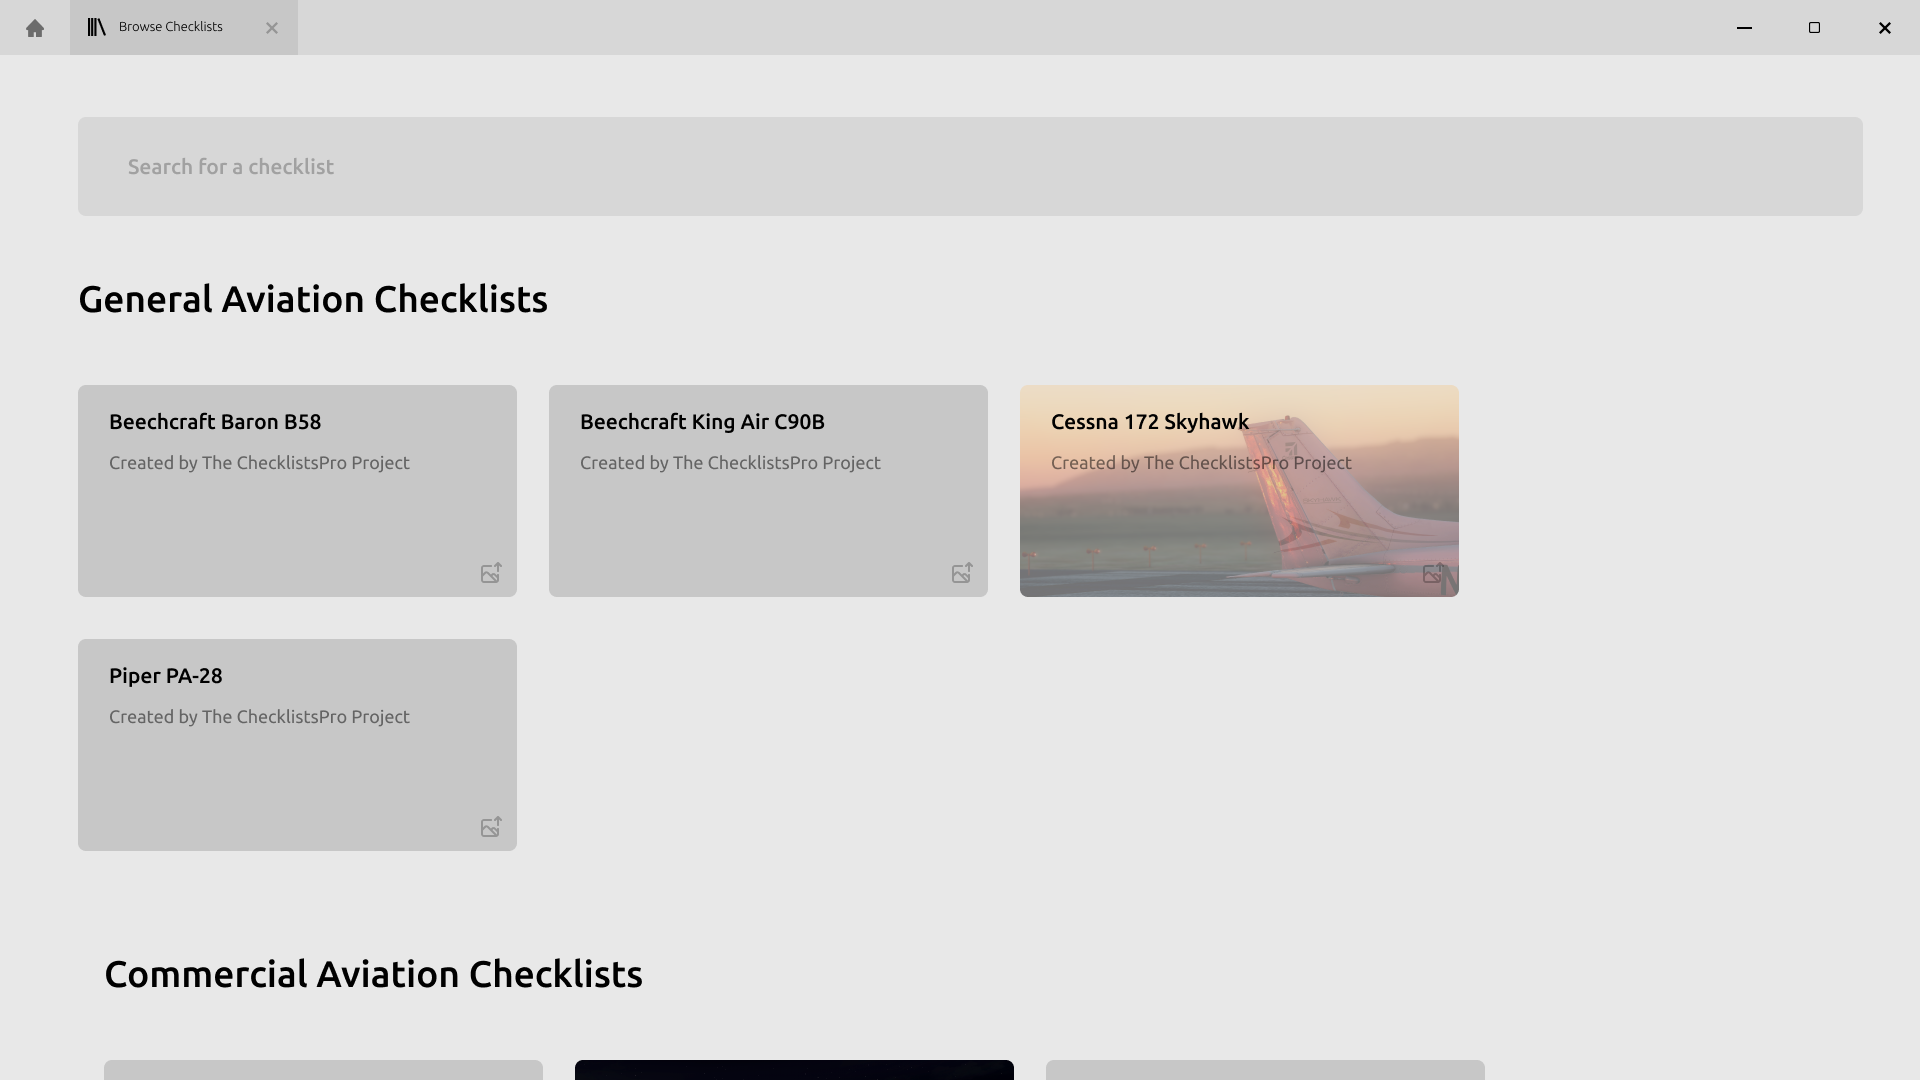 Browse Checklists
Search for a checklist
General Aviation Checklists
Beechcraft Baron B58
Created by The ChecklistsPro Project
Beechcraft King Air C90B
Created by The ChecklistsPro Project
Cessna 172 Skyhawk
Created by The ChecklistsPro Project
Piper PA-28
Created by The ChecklistsPro Project
Commercial Aviation Checklists